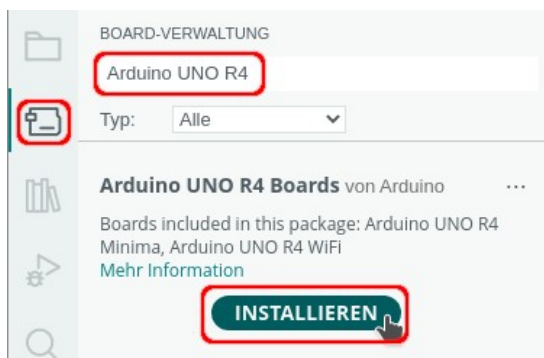 BOARD-VERWALTUNG
Arduino UNO R4
Typ: Alle
Arduino UNO R4 Boards von Arduino ...
Boards included in this package: Arduino UNO R4
Minima, Arduino UNO R4 WiFi
Mehr Information
INSTALLIEREN